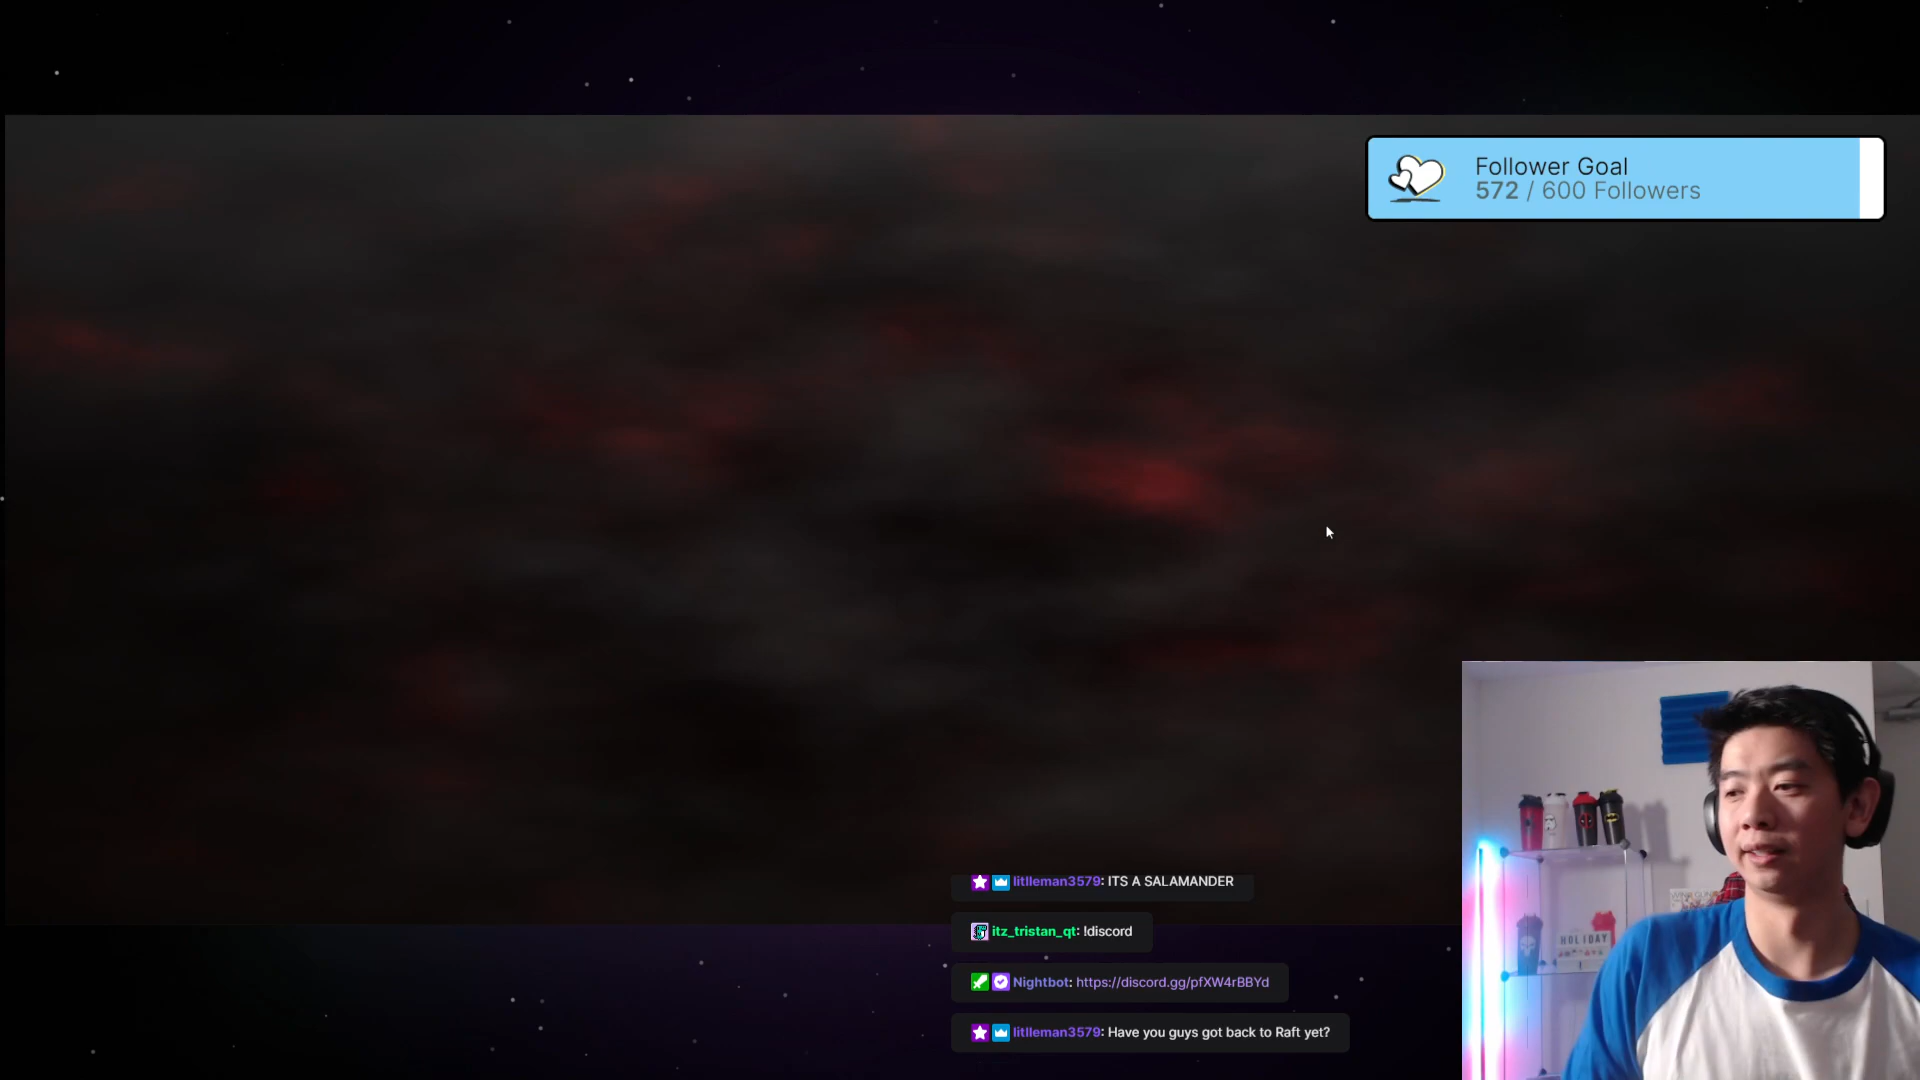 Follower Goal
572 / 600 Followers
litlleman3579: ITS A SALAMANDER
itz_tristan_qt: !discord
Nightbot: https://discord.gg/pfXW4rBBYd
litlleman3579: Have you guys got back to Raft yet?
HOLIDAY